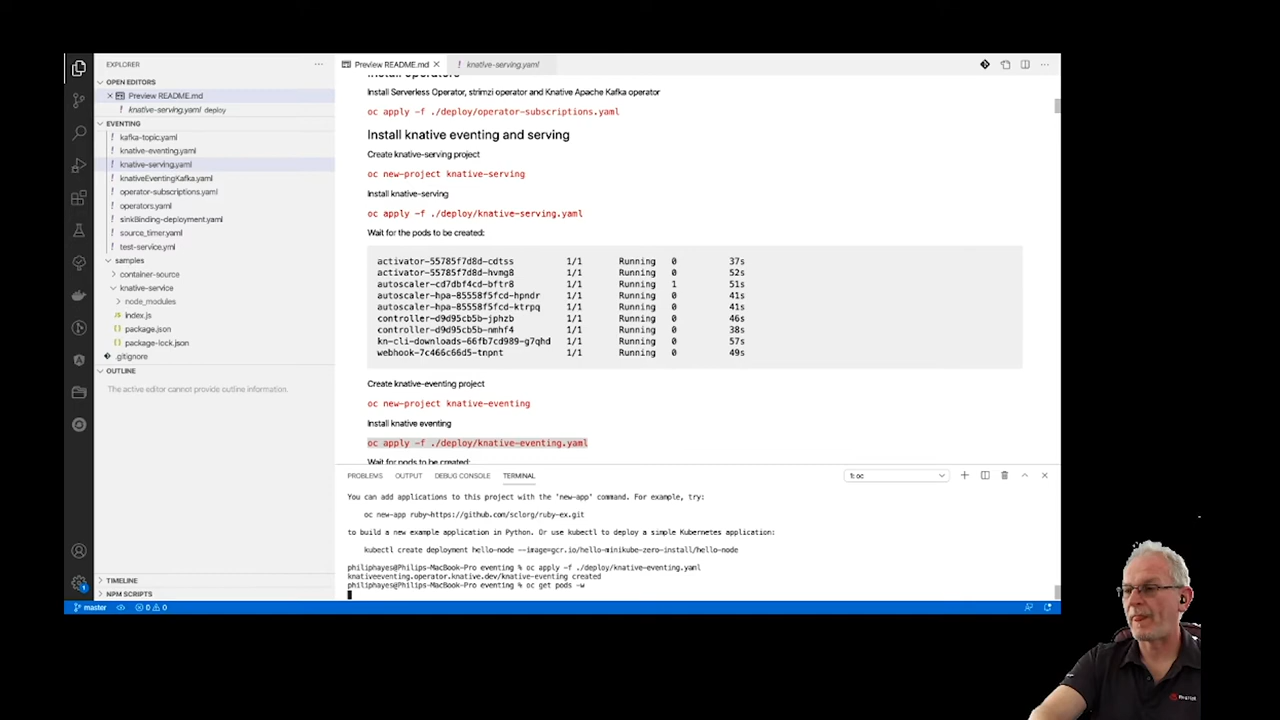 EXPLORER
OPEN EDITORS
Preview README.md
knative-serving.yaml deploy
EVENTING
kafka-topic.yaml
knative-eventing.yaml
knative-serving.yaml
knativeEventingKafka.yaml
operator-subscriptions.yaml
operators.yaml
sinkBinding-deployment.yaml
source_timer.yaml
test-service.yml
samples
container-source
knative-service
node_modules
index.js
package.json
package-lock.json
.gitignore
OUTLINE
The active editor cannot provide outline information.
TIMELINE
NPM SCRIPTS
Preview README.md
knative-serving.yaml
Install operators
Install Serverless Operator, strimzi operator and Knative Apache Kafka operator
oc apply -f ./deploy/operator-subscriptions.yaml
Install knative eventing and serving
Create knative-serving project
oc new-project knative-serving
Install knative-serving
oc apply -f ./deploy/knative-serving.yaml
Wait for the pods to be created:
activator-55785f7d8d-cdtss 1/1 Running 0 37s
activator-55785f7d8d-hvmg8 1/1 Running 0 52s
autoscaler-cd7dbf4cd-bftr8 1/1 Running 1 51s
autoscaler-hpa-85558f5fcd-hpndr 1/1 Running 0 41s
autoscaler-hpa-85558f5fcd-ktrpq 1/1 Running 0 41s
controller-d9d95cb5b-jphzb 1/1 Running 0 46s
controller-d9d95cb5b-nmhf4 1/1 Running 0 38s
kn-cli-downloads-66fb7cd989-g7qhd 1/1 Running 0 57s
webhook-7c466c66d5-tnpnt 1/1 Running 0 49s
Create knative-eventing project
oc new-project knative-eventing
Install knative eventing
oc apply -f ./deploy/knative-eventing.yaml
Wait for pods to be created:
PROBLEMS OUTPUT DEBUG CONSOLE TERMINAL
1: oc
You can add applications to this project with the 'new-app' command. For example, try:
oc new-app ruby~https://github.com/sclorg/ruby-ex.git
to build a new example application in Python. Or use kubectl to deploy a simple Kubernetes application:
kubectl create deployment hello-node --image=gcr.io/hello-minikube-zero-install/hello-node
philiphayes@Philips-MacBook-Pro eventing % oc apply -f ./deploy/knative-eventing.yaml
knativeeventing.operator.knative.dev/knative-eventing created
philiphayes@Philips-MacBook-Pro eventing % oc get pods -w
master 0 0